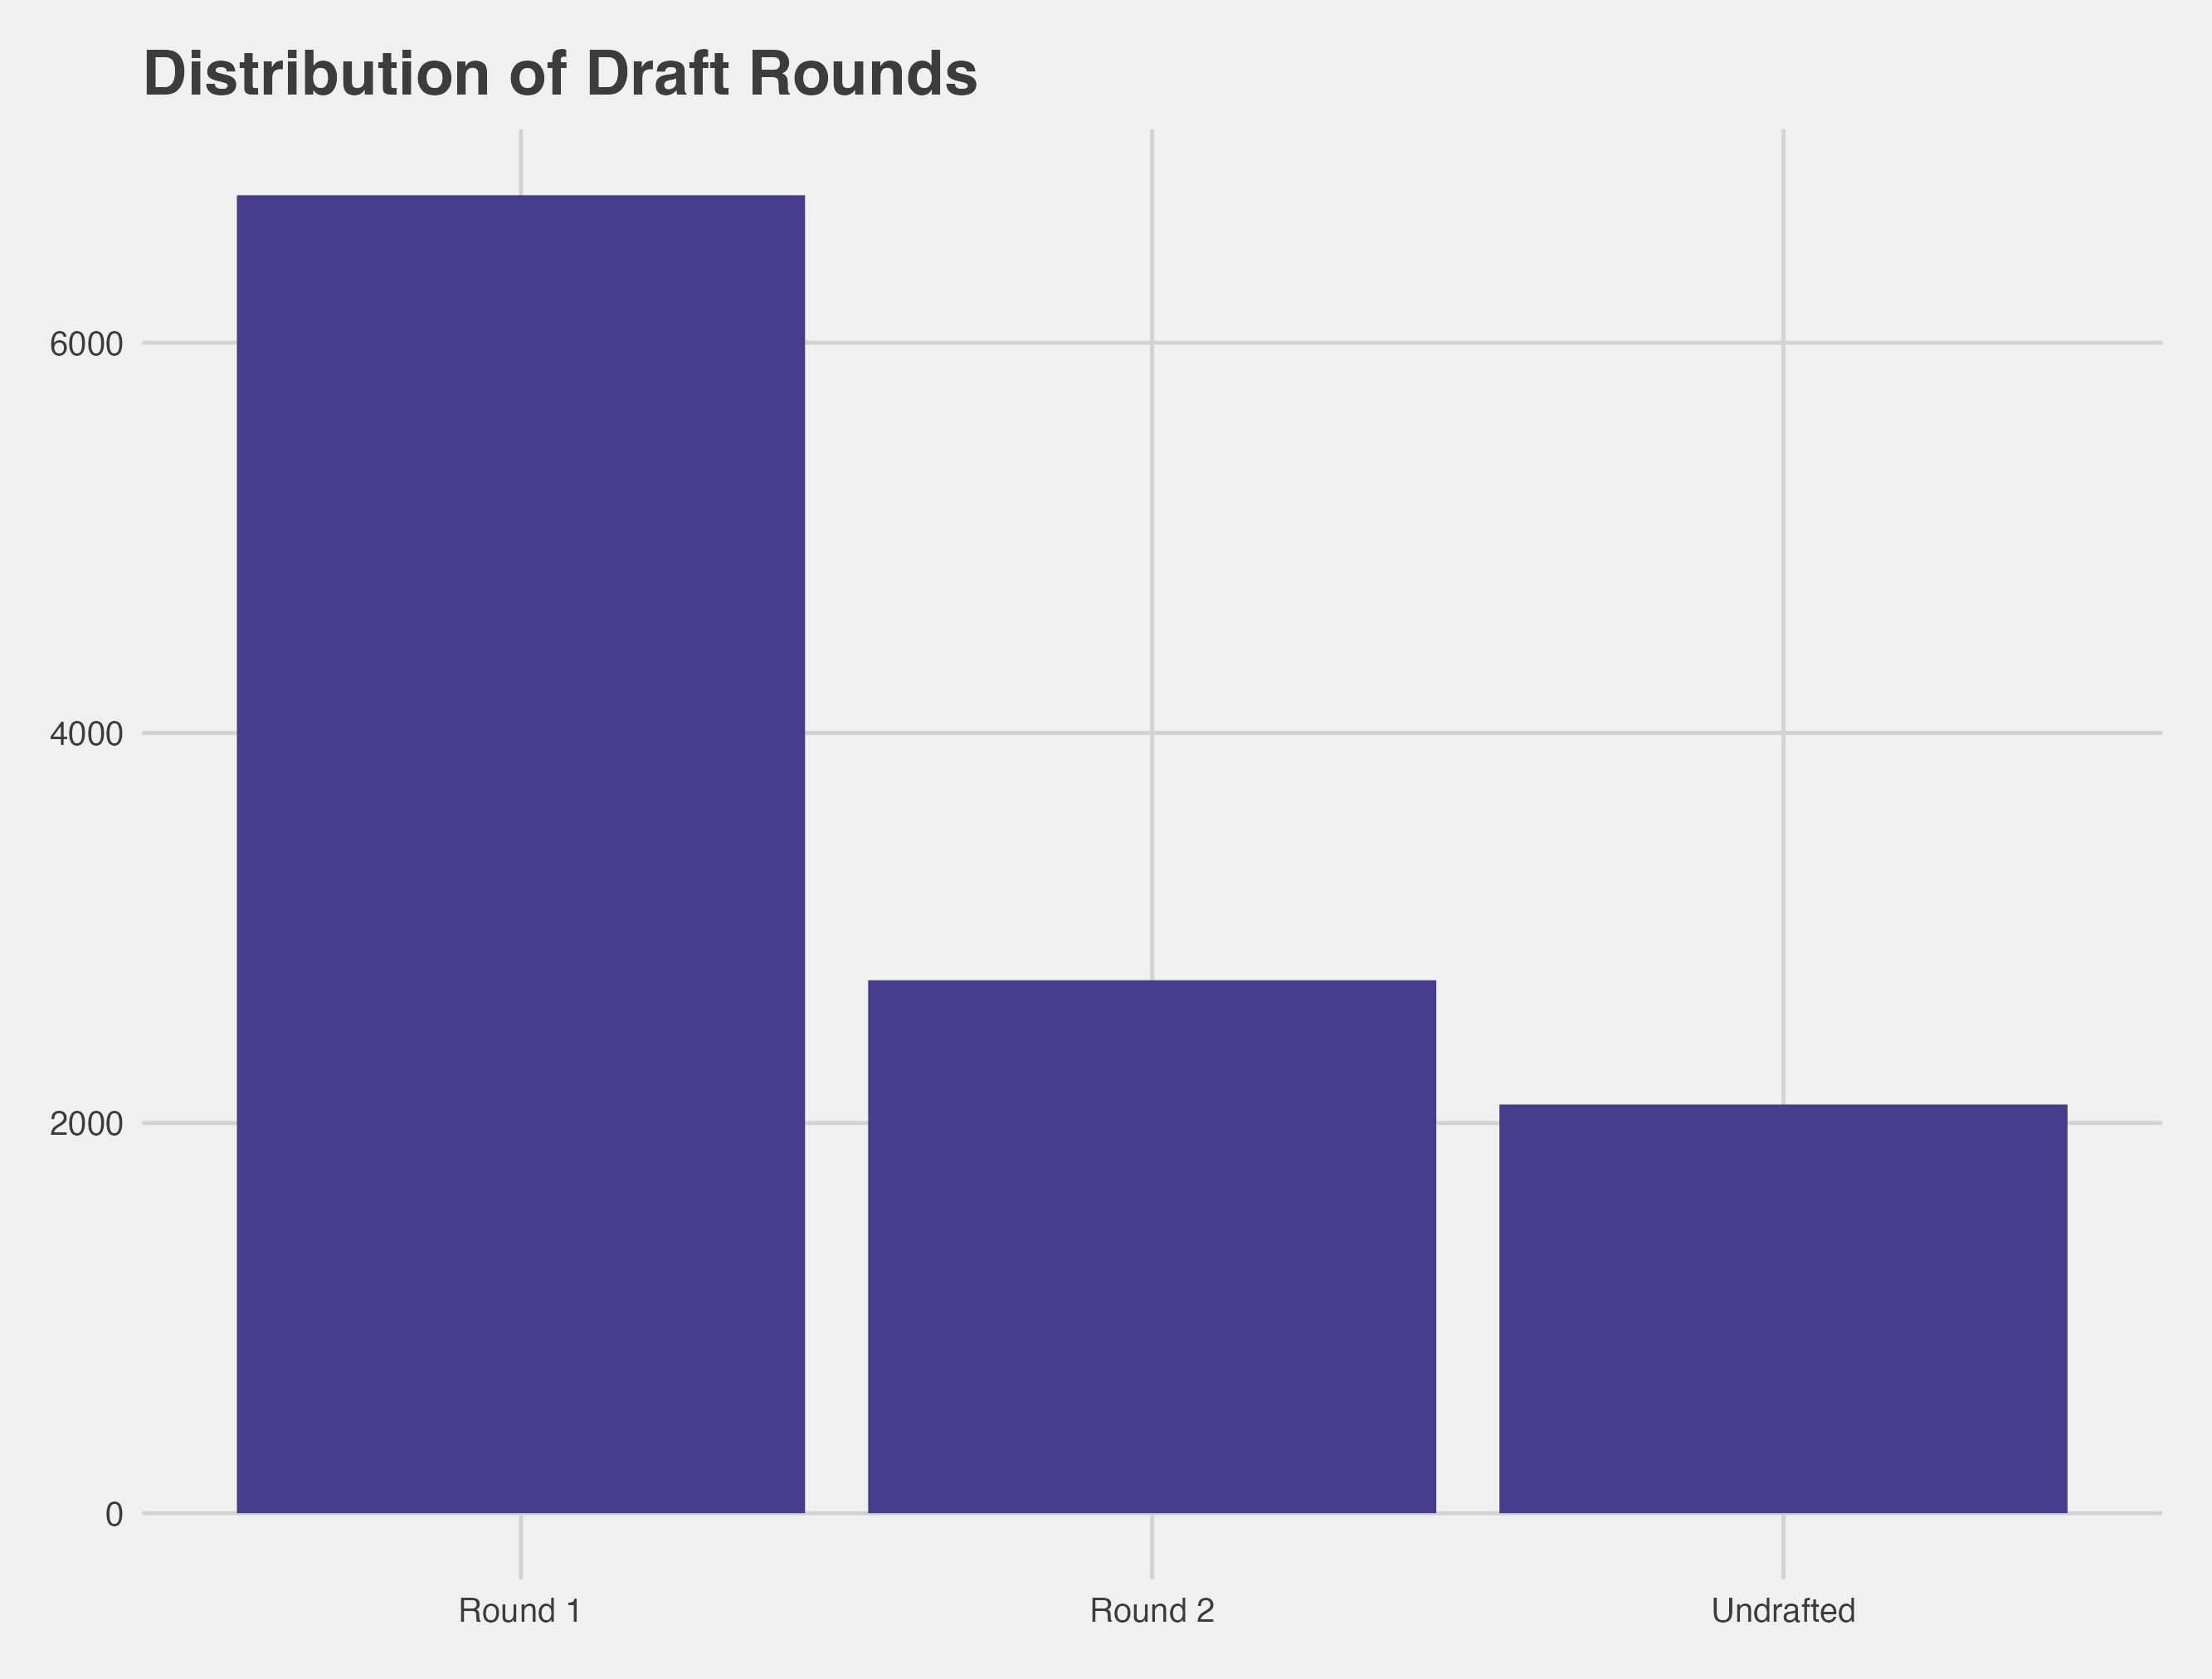 Distribution of Draft Rounds
6000
4000
2000
0
Round 1
Round 2
Undrafted